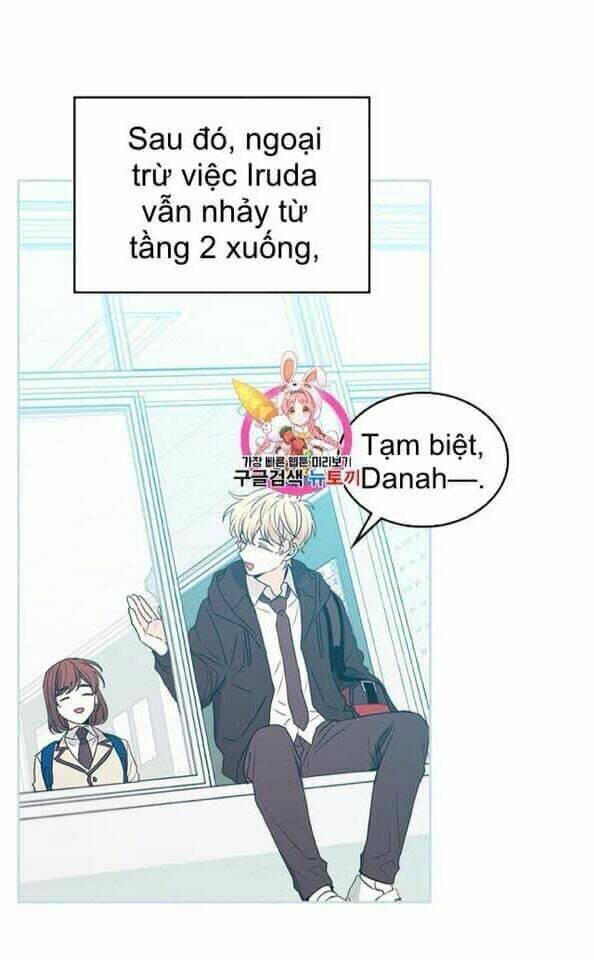 Sau đó, ngoại
trừ việc Iruda
vẫn nhảy từ
tầng 2 xuống,
Tạm biệt,
Danah—.
가장 빠른 웹툰 미리보기
구글검색 뉴토끼